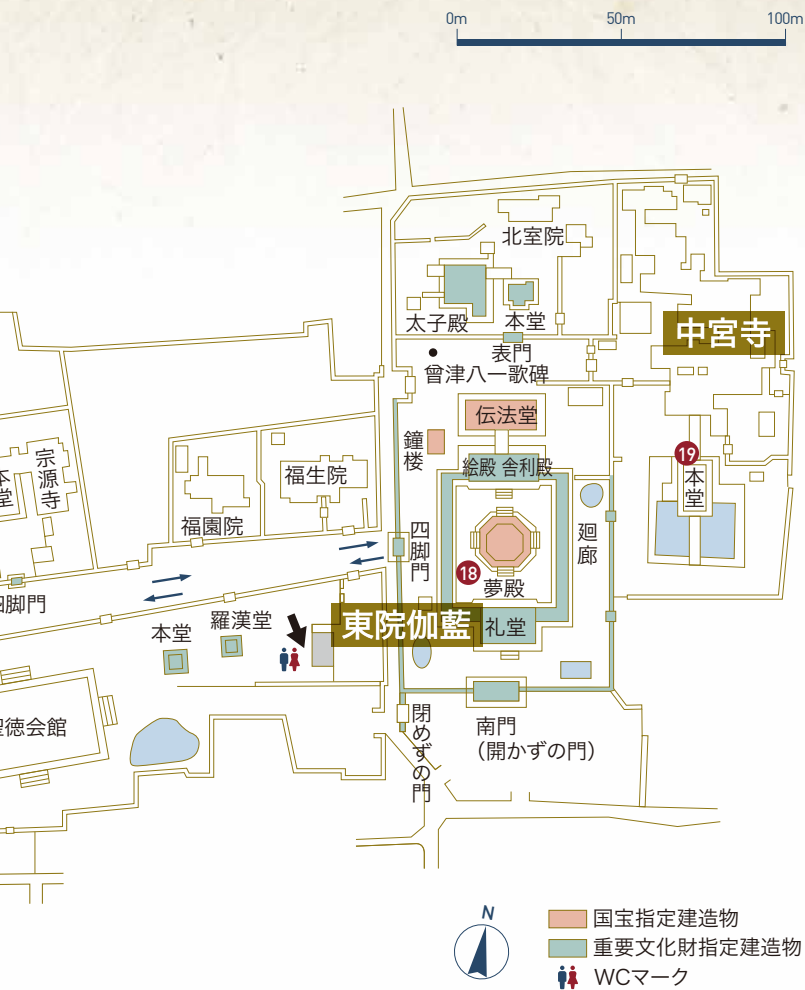 0m 50m 100m
北室院
太子殿
本堂
中宮寺
表門
曾津八一歌碑
伝法堂
鐘楼
絵殿 舎利殿
19
本堂
宗源寺
本堂
福生院
福園院
四脚門
廻廊
18
夢殿
四脚門
東院伽藍
礼堂
本堂
羅漢堂
聖徳会館
閉めずの門
南門
(開かずの門)
N
国宝指定建造物
重要文化財指定建造物
WCマーク